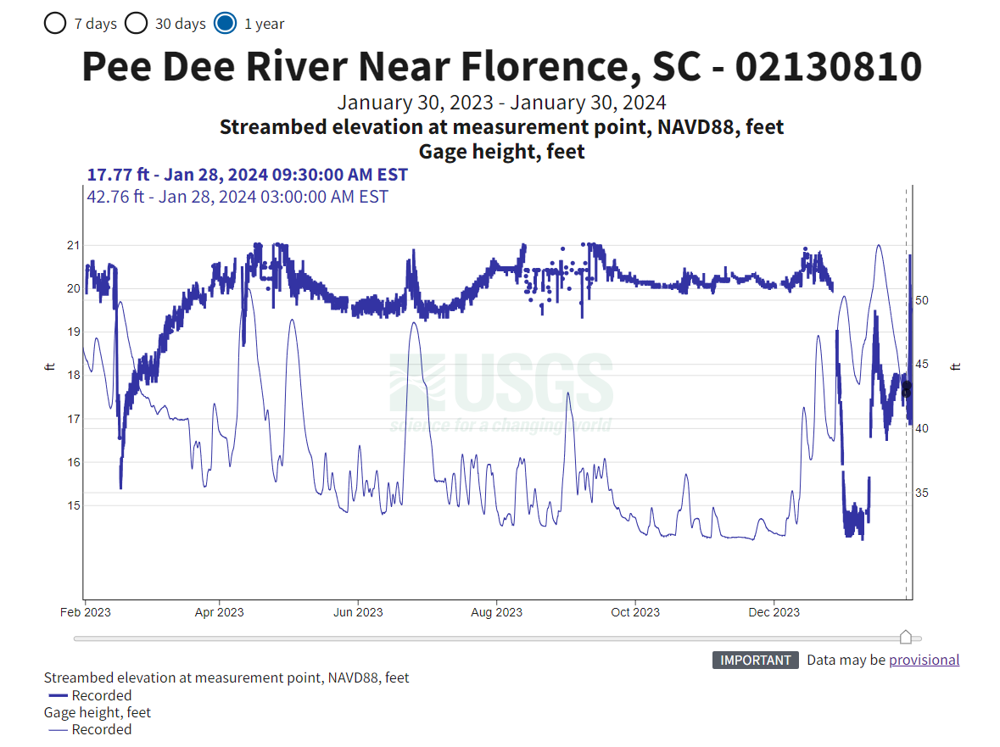 7 days 30 days 1 year
Pee Dee River Near Florence, SC - 02130810
January 30, 2023 - January 30, 2024
Streambed elevation at measurement point, NAVD88, feet
Gage height, feet
17.77 ft - Jan 28, 2024 09:30:00 AM EST
42.76 ft - Jan 28, 2024 03:00:00 AM EST
21
20
50
19
ft
45
ft
18
USGS
science for a changing world
17
40
16
35
15
Feb 2023 Apr 2023 Jun 2023 Aug 2023 Oct 2023 Dec 2023
IMPORTANT Data may be provisional
Streambed elevation at measurement point, NAVD88, feet
Recorded
Gage height, feet
Recorded